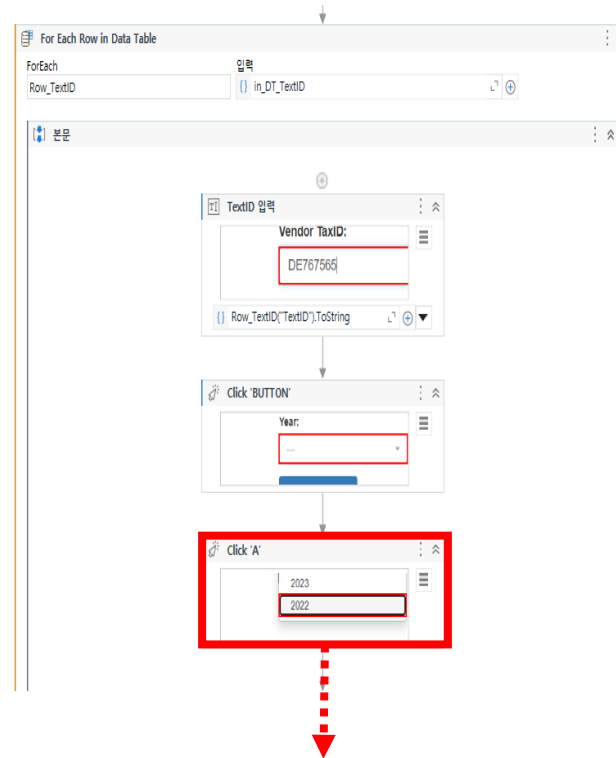 For Each Row in Data Table
ForEach
입력
Row_TextID
in_DT_TextID
본문
TextID 입력
Vendor TaxID:
DE767565
Row_TextID("TextID").ToString
Click 'BUTTON'
Year:
---
Click 'A'
2023
2022